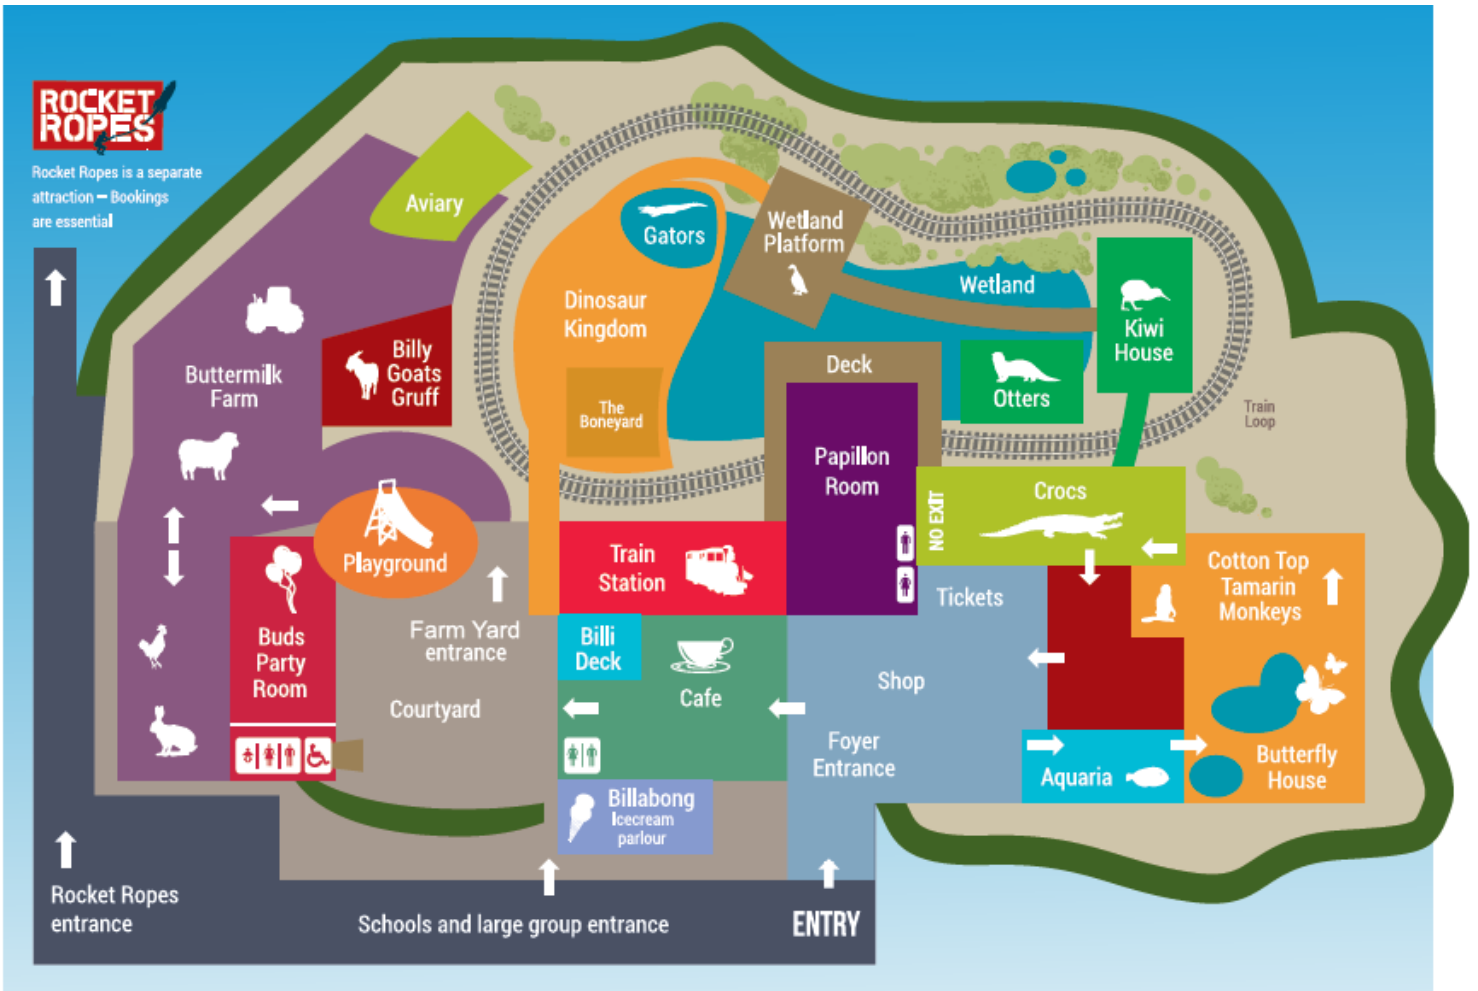 ROCKET
ROPES
Rocket Ropes is a separate
attraction – Bookings
are essential
Aviary
Gators
Wetland
Platform
Wetland
Dinosaur
Kingdom
Kiwi
House
Billy
Goats
Gruff
Buttermilk
Farm
Deck
Otters
The
Boneyard
Train
Loop
Papillon
Room
Crocs
NO EXIT
Playground
Train
Station
Cotton Top
Tamarin
Monkeys
Tickets
Buds
Party
Room
Farm Yard
entrance
Billi
Deck
Cafe
Shop
Courtyard
Foyer
Entrance
Butterfly
House
Aquaria
Billabong
Icecream
parlour
Rocket Ropes
entrance
Schools and large group entrance
ENTRY